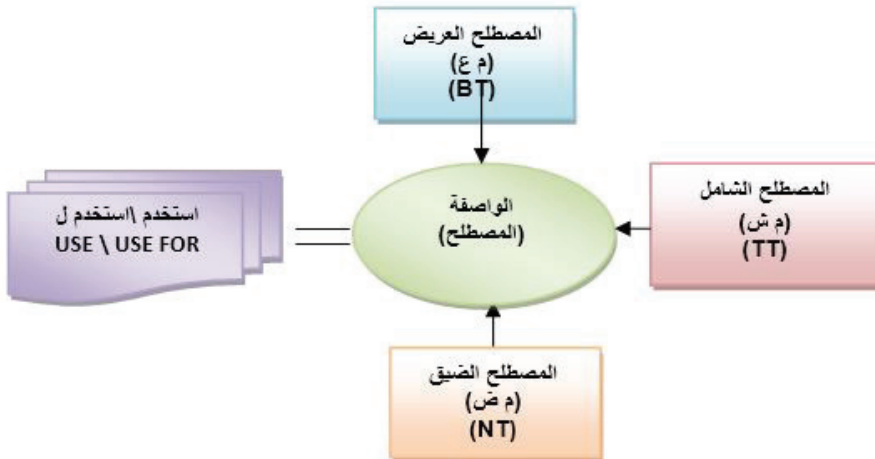 المصطلح العريض
(م ع)
(BT)
المصطلح الشامل
(م ش)
(TT)
الواصفة
(المصطلح)
استخدم \استخدم ل
USE \ USE FOR
المصطلح الضيق
(م ض)
(NT)